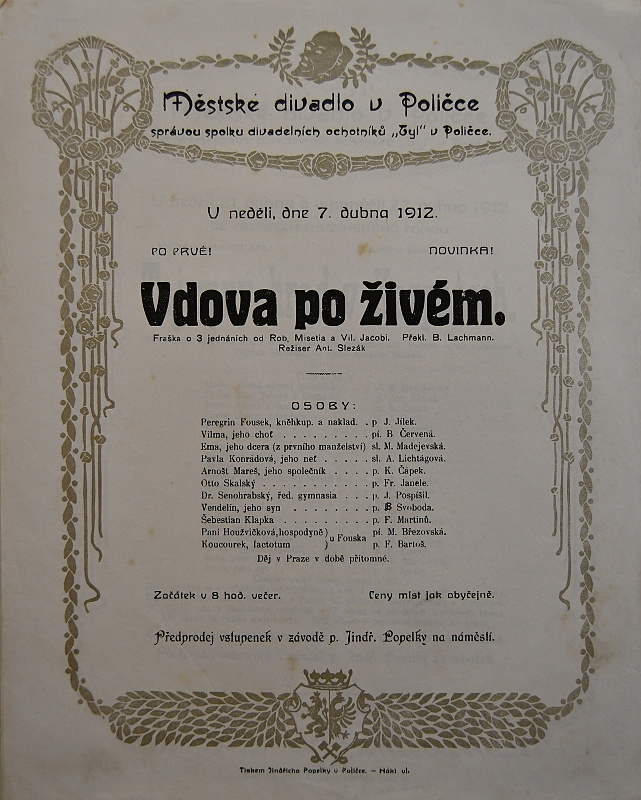 Městské divadlo v Poličce
správou spolku divadelních ochotníků „Tyl" v Poličce.
V neděli, dne 7. dubna 1912.
PO PRVÉ! NOVINKA!
Vdova po živém.
Fraška o 3 jednáních od Rob. Misetia a Vil. Jacobi. Překl. B. Lachmann.
Režiser Ant. Slezák
OSOBY:
Peregrin Fousek, kněhkup. a naklad. . p J. Jílek.
Vilma, jeho choť . . . . . . . . . pí. B Červená.
Ema, jeho dcera (z prvního manželství) sl. M. Madejevská.
Pavla Konrádová, jeho neť . . . . . sl. A. Lichtágová.
Arnošt Mareš, jeho společník . . . . p. K. Čápek.
Otto Skalský . . . . . . . . . . . p. Fr. Janele.
Dr. Senohrabský, řed. gymnasia . . . p. J. Pospíšil.
Vendelín, jeho syn . . . . . . . . p. B Svoboda.
Šebestian Klapka . . . . . . . . . p. F. Martinů.
Paní Houžvičková, hospodyně) u Fouska pí. M. Březovská.
Koucourek, factotum ) p. F. Bartoš.
Děj v Praze v době přítomné.
Začátek v 8 hod. večer. Ceny míst jak obyčejně.
Předprodej vstupenek v závodě p. Jindř. Popelky na náměstí.
Tiskem Jindřicha Popelky v Poličce. — Hákl ul.